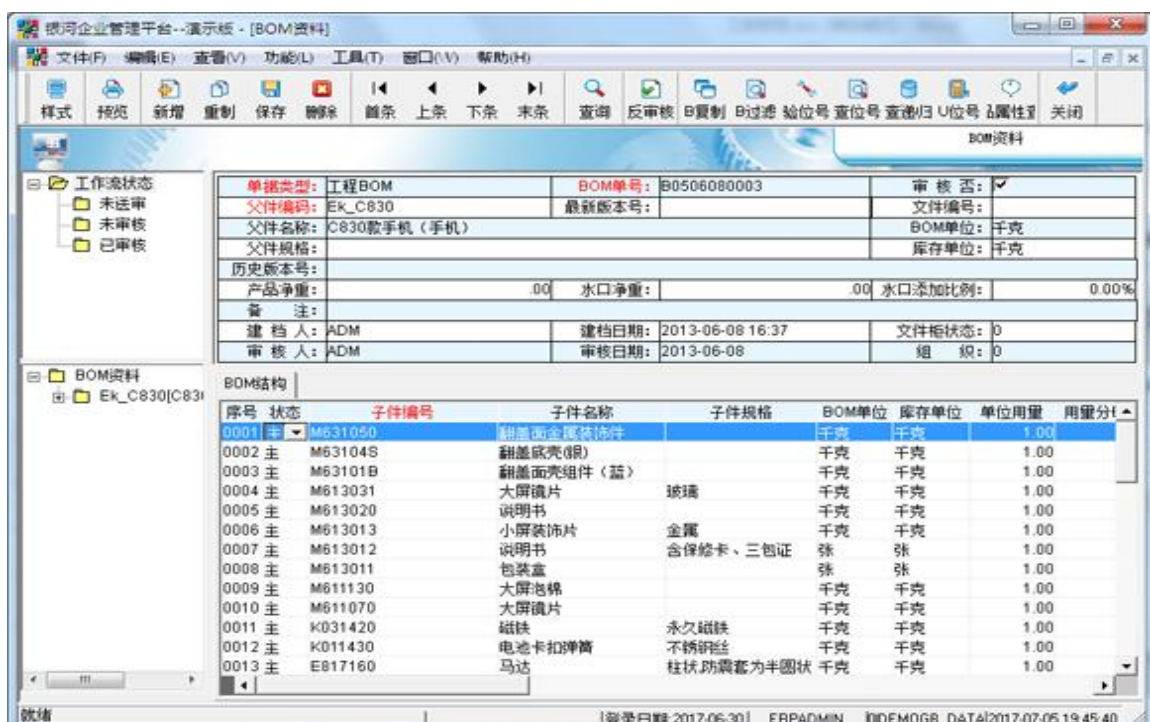 银河企业管理平台--演示版 - [BOM资料]
文件(F) 编辑(E) 查看(V) 功能(L) 工具(T) 窗口(W) 帮助(H)
样式 预览 新增 重制 保存 删除 首条 上条 下条 末条 查询 反审核 B复制 B过滤 验位号 查位号 查递归 U位号 属性查 关闭
BOM资料
工作流状态
未送审
未审核
已审核
单据类型: 工程BOM BOM单号: B0506080003 审 核 否:
父件编码: Ek_C830 最新版本号: 文件编号:
父件名称: C830款手机(手机) BOM单位: 千克
父件规格: 库存单位: 千克
历史版本号:
产品净重: .00 水口净重: .00 水口添加比例: 0.00%
备 注:
建 档 人: ADM 建档日期: 2013-06-08 16:37 文件柜状态: 0
审 核 人: ADM 审核日期: 2013-06-08 组 织: 0
BOM资料
Ek_C830[C83
BOM结构
序号 状态 子件编号 子件名称 子件规格 BOM单位 库存单位 单位用量 用量分
0001 主 M631050 翻盖面金属装饰件 千克 千克 1.00
0002 主 M63104S 翻盖底壳(银) 千克 千克 1.00
0003 主 M63101B 翻盖面壳组件(蓝) 千克 千克 1.00
0004 主 M613031 大屏镜片 玻璃 千克 千克 1.00
0005 主 M613020 说明书 千克 千克 1.00
0006 主 M613013 小屏装饰片 金属 千克 千克 1.00
0007 主 M613012 说明书 含保修卡、三包证 张 张 1.00
0008 主 M613011 包装盒 张 张 1.00
0009 主 M611130 大屏泡棉 千克 千克 1.00
0010 主 M611070 大屏镜片 千克 千克 1.00
0011 主 K031420 磁铁 永久磁铁 千克 千克 1.00
0012 主 K011430 电池卡扣弹簧 不锈钢丝 千克 千克 1.00
0013 主 E817160 马达 柱状,防震套为半圆状 千克 千克 1.00
就绪 登录日期:2017-06-30 ERPADMIN 2017-07-05 19:45:40